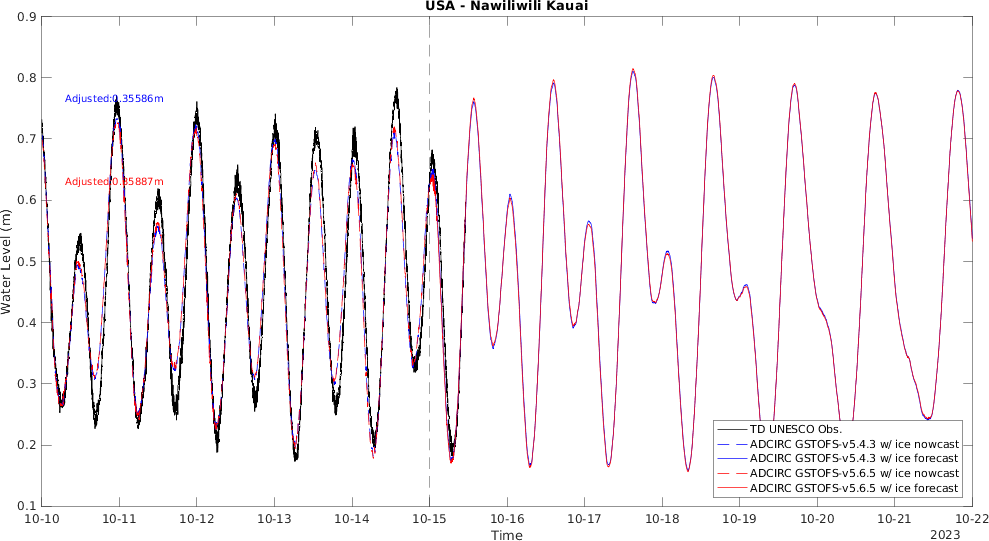 USA - Nawiliwili Kauai
0.9
0.8
0.7
0.6
0.5
0.4
0.3
0.2
0.1
Water Level (m)
Adjusted:0.35586m
Adjusted:0.35887m
TD UNESCO Obs.
ADCIRC GSTOFS-v5.4.3 w/ ice nowcast
ADCIRC GSTOFS-v5.4.3 w/ ice forecast
ADCIRC GSTOFS-v5.6.5 w/ ice nowcast
ADCIRC GSTOFS-v5.6.5 w/ ice forecast
10-10 10-11 10-12 10-13 10-14 10-15 10-16 10-17 10-18 10-19 10-20 10-21 10-22
Time
2023